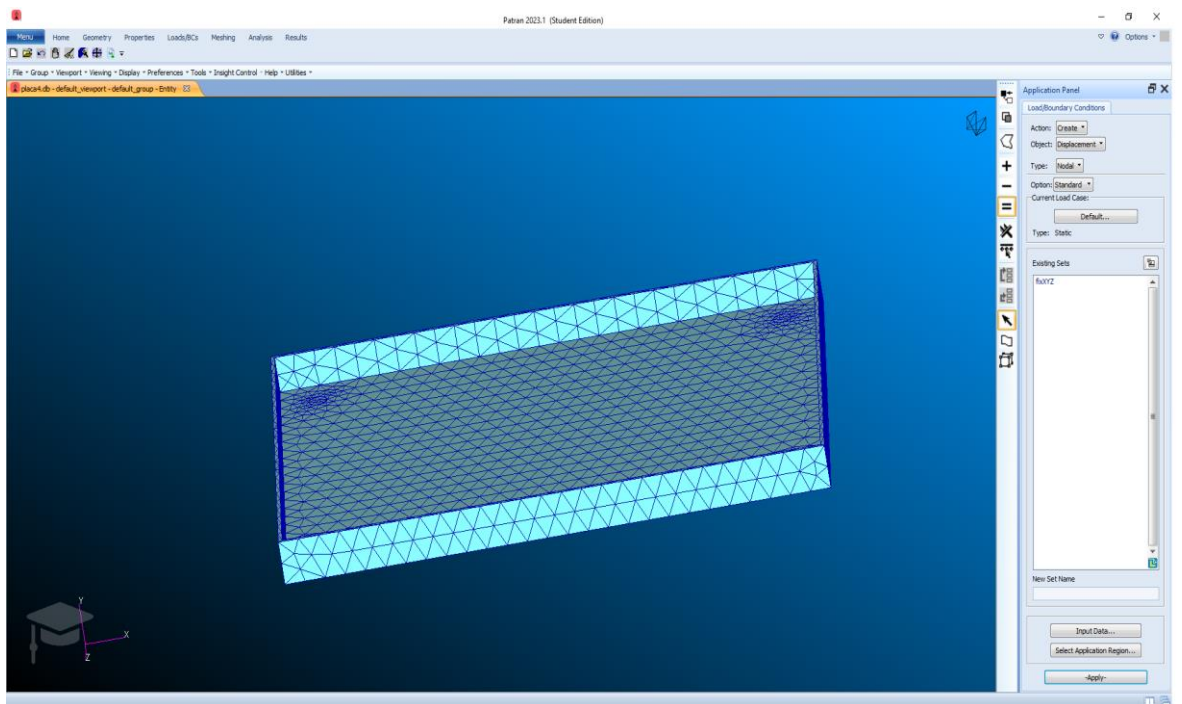 Patran 2023.1 (Student Edition)
Menu Home Geometry Properties Loads/BCs Meshing Analysis Results
Options
File Group Viewport Viewing Display Preferences Tools Insight Control Help Utilities
placa4.db - default_viewport - default_group - Entity
Application Panel
Load/Boundary Conditions
Action: Create
Object: Displacement
Type: Nodal
Option: Standard
Current Load Case:
Default...
Type: Static
Existing Sets
fixXYZ
New Set Name
Input Data...
Select Application Region...
-Apply-
Y
X
Z